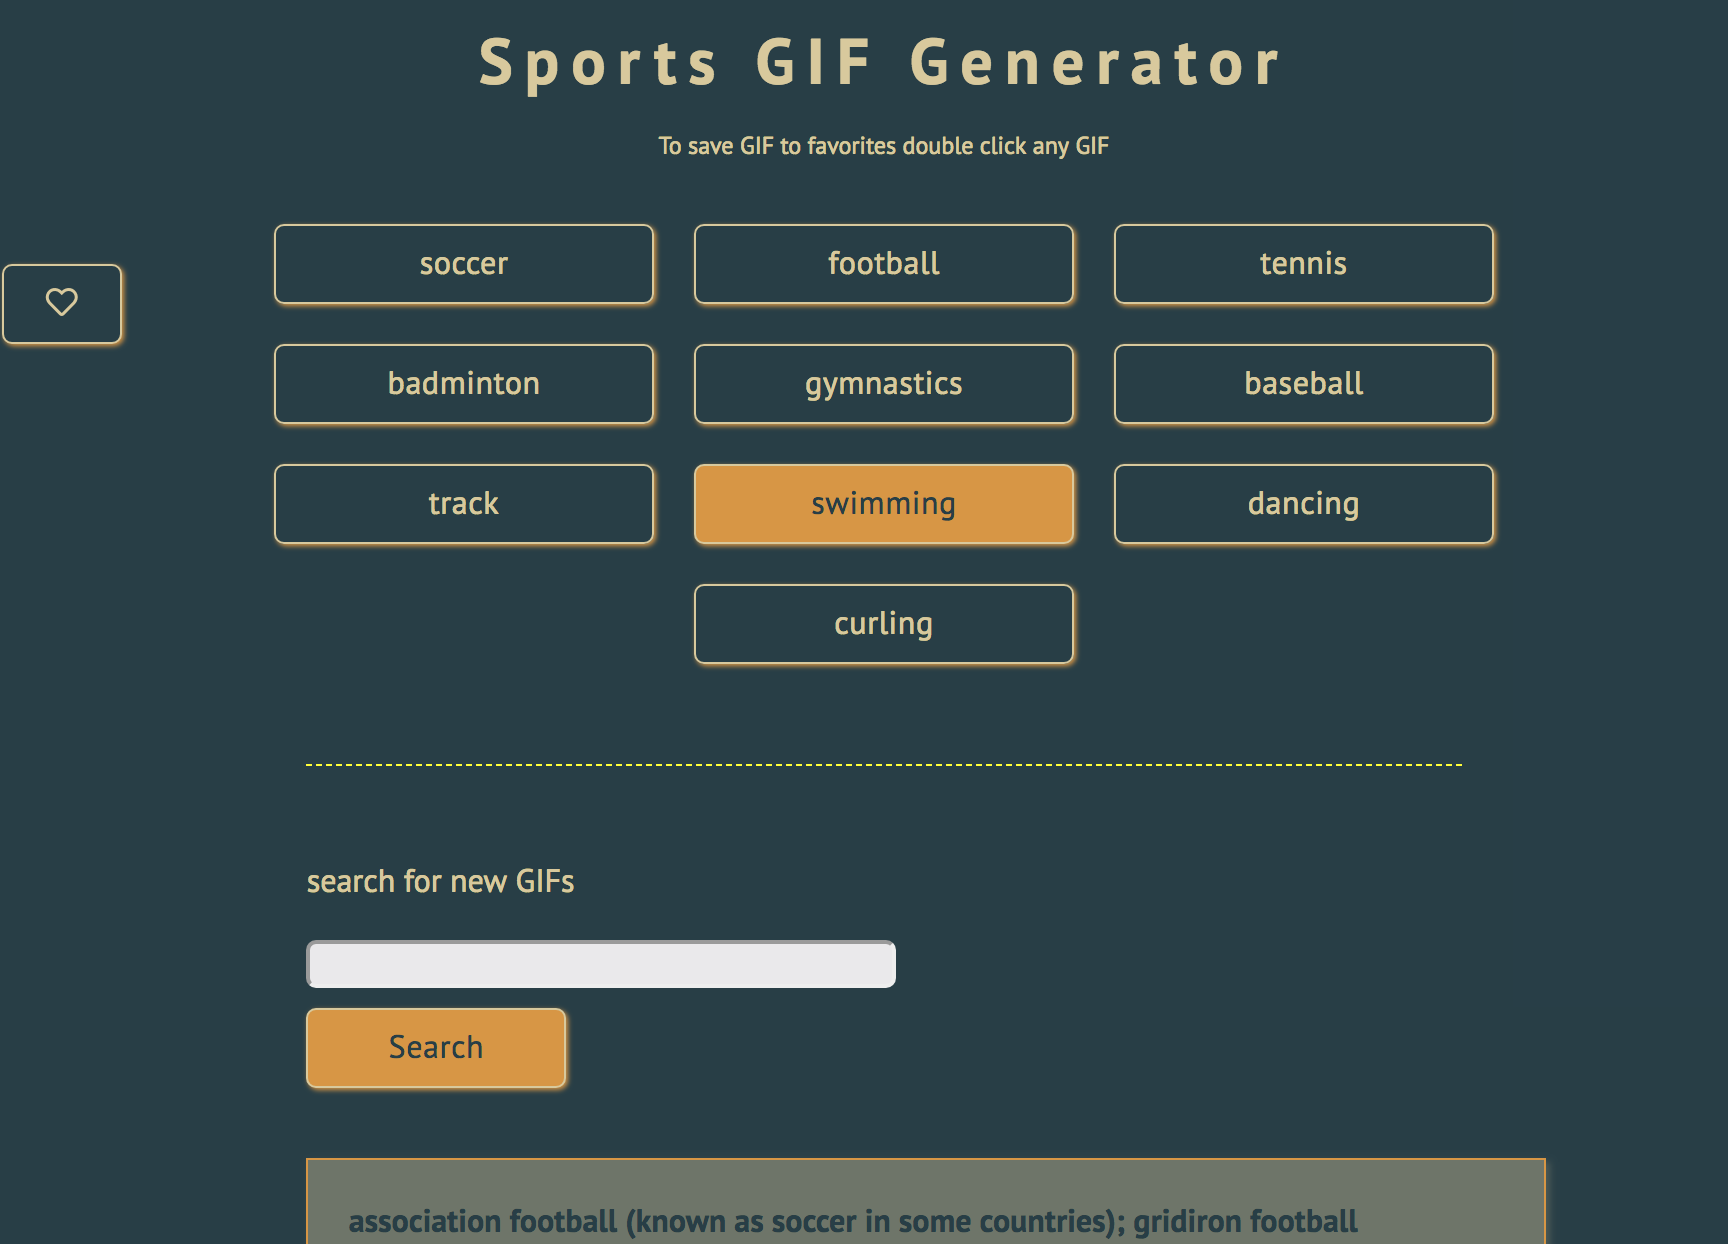 Sports GIF Generator
To save GIF to favorites double click any GIF
soccer
football
tennis
badminton
gymnastics
baseball
track
swimming
dancing
curling
search for new GIFs
Search
association football (known as soccer in some countries); gridiron football